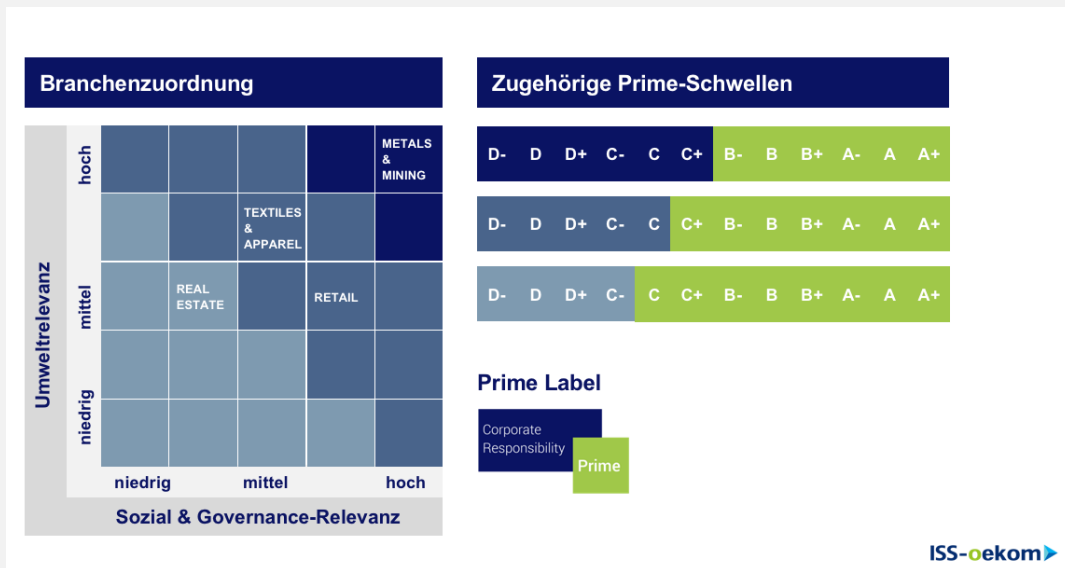 Branchenzuordnung
Zugehörige Prime-Schwellen
Umweltrelevanz
hoch
mittel
niedrig
METALS
&
MINING
TEXTILES
&
APPAREL
REAL
ESTATE
RETAIL
niedrig mittel hoch
Sozial & Governance-Relevanz
D- D D+ C- C C+ B- B B+ A- A A+
D- D D+ C- C C+ B- B B+ A- A A+
D- D D+ C- C C+ B- B B+ A- A A+
Prime Label
Corporate
Responsibility
Prime
ISS-oekom